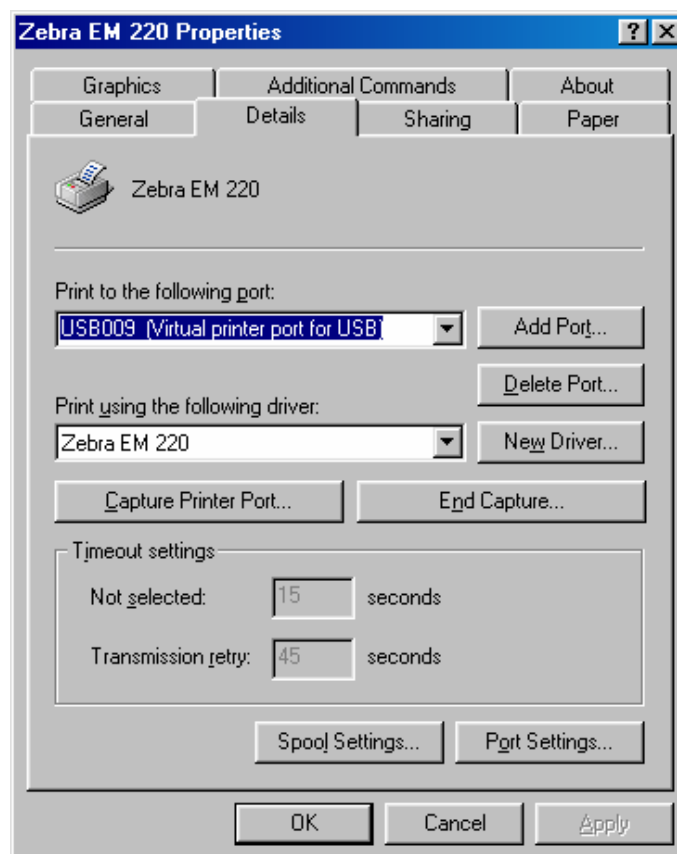 Zebra EM 220 Properties
Graphics Additional Commands About
General Details Sharing Paper
Zebra EM 220
Print to the following port:
USB009 (Virtual printer port for USB) Add Port...
Delete Port...
Print using the following driver:
Zebra EM 220 New Driver...
Capture Printer Port... End Capture...
Timeout settings
Not selected: 15 seconds
Transmission retry: 45 seconds
Spool Settings... Port Settings...
OK Cancel Apply